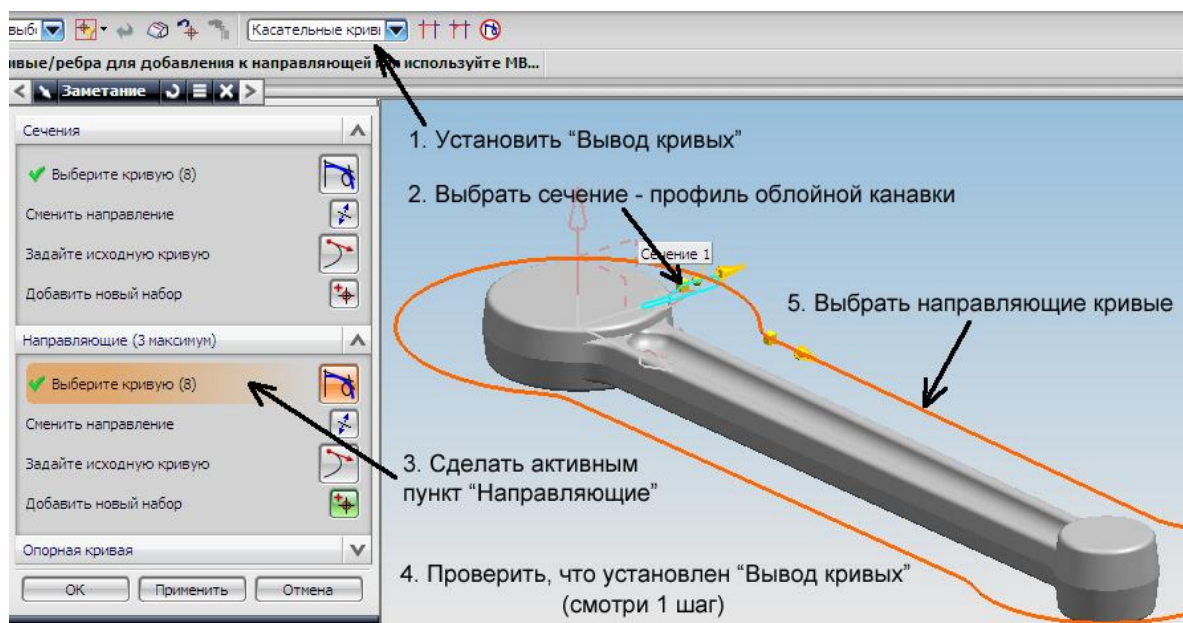 Касательные криві
ивые/ребра для добавления к направляющей или используйте MB...
Заметание
Сечения
Выберите кривую (8)
Сменить направление
Задайте исходную кривую
Добавить новый набор
Направляющие (3 максимум)
Выберите кривую (8)
Сменить направление
Задайте исходную кривую
Добавить новый набор
Опорная кривая
ОК Применить Отмена
1. Установить “Вывод кривых”
2. Выбрать сечение - профиль облойной канавки
Сечение 1
5. Выбрать направляющие кривые
3. Сделать активным
пункт “Направляющие”
4. Проверить, что установлен “Вывод кривых”
(смотри 1 шаг)